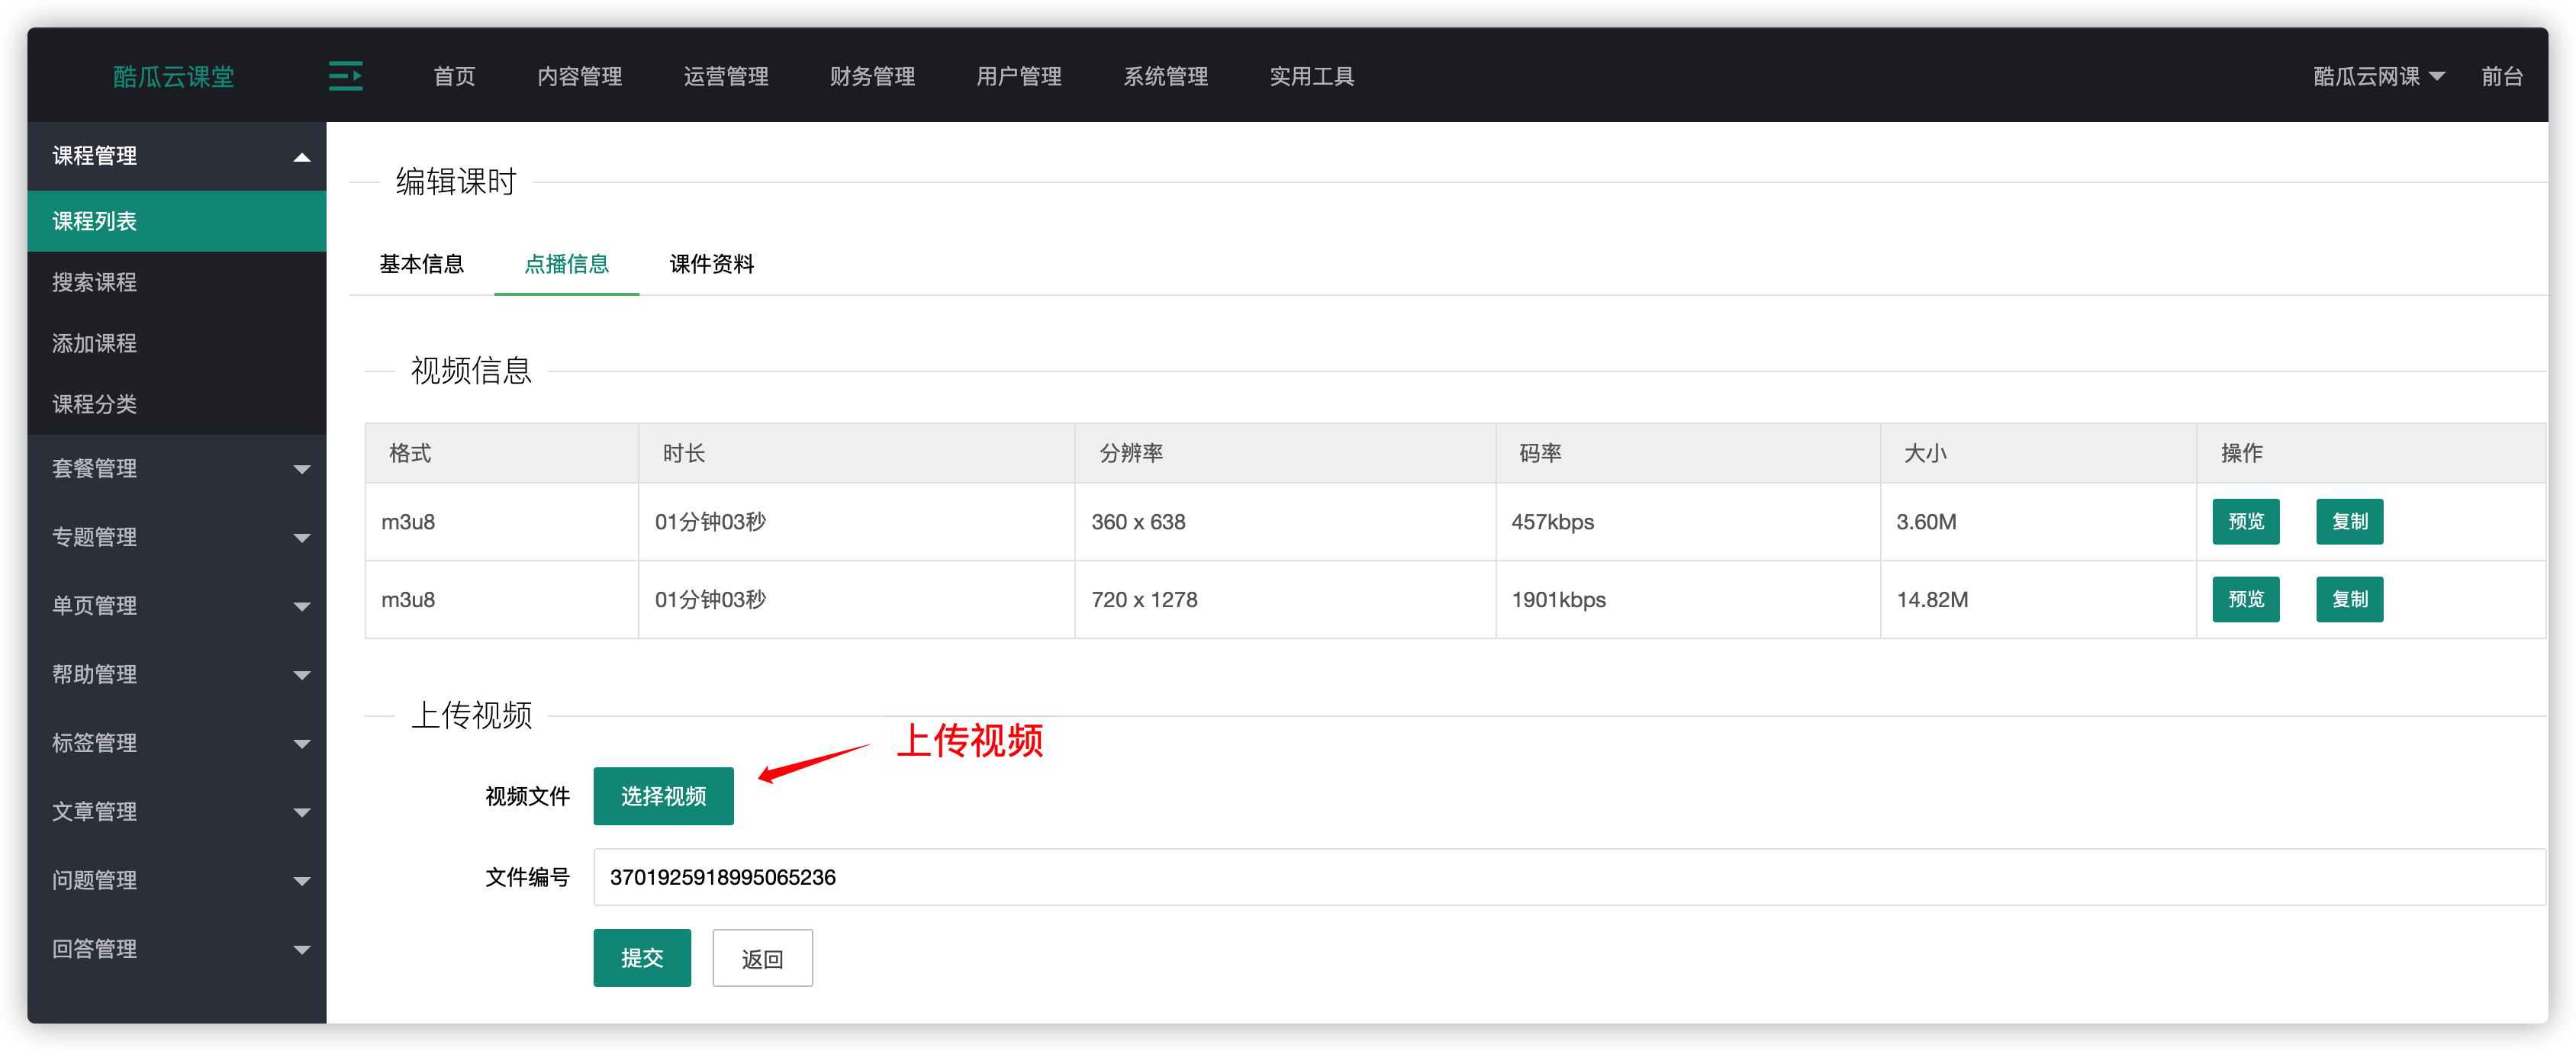 酷瓜云课堂 首页 内容管理 运营管理 财务管理 用户管理 系统管理 实用工具 酷瓜云网课 前台
课程管理
课程列表
搜索课程
添加课程
课程分类
套餐管理
专题管理
单页管理
帮助管理
标签管理
文章管理
问题管理
回答管理
编辑课时
基本信息 点播信息 课件资料
视频信息
格式 时长 分辨率 码率 大小 操作
m3u8 01分钟03秒 360 x 638 457kbps 3.60M 预览 复制
m3u8 01分钟03秒 720 x 1278 1901kbps 14.82M 预览 复制
上传视频
上传视频
视频文件 选择视频
文件编号 3701925918995065236
提交 返回